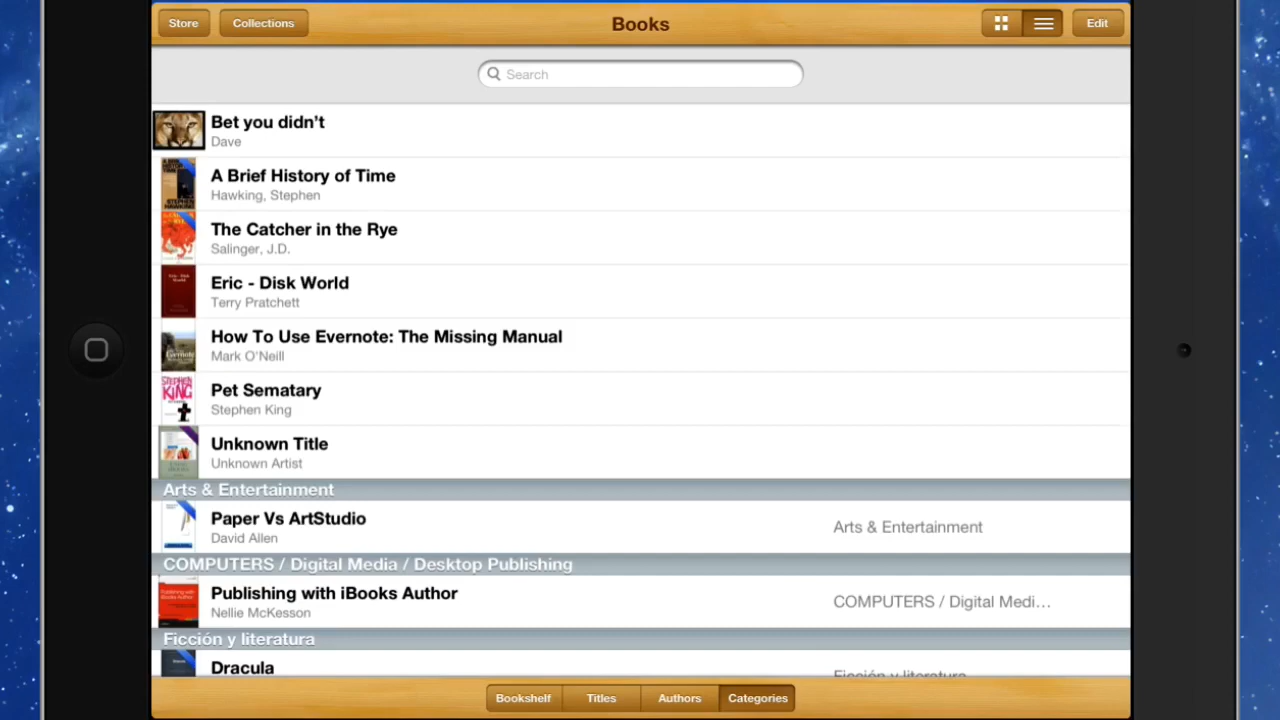 Store
Collections
Books
Edit
Search
Bet you didn't
Dave
A Brief History of Time
Hawking, Stephen
The Catcher in the Rye
Salinger, J.D.
Eric - Disk World
Terry Pratchett
How To Use Evernote: The Missing Manual
Mark O'Neill
Pet Sematary
Stephen King
Unknown Title
Unknown Artist
Arts & Entertainment
Paper Vs ArtStudio
David Allen
Arts & Entertainment
COMPUTERS / Digital Media / Desktop Publishing
Publishing with iBooks Author
Nellie McKesson
COMPUTERS / Digital Medi…
Ficción y literatura
Dracula
Ficción y literatura
Bookshelf
Titles
Authors
Categories